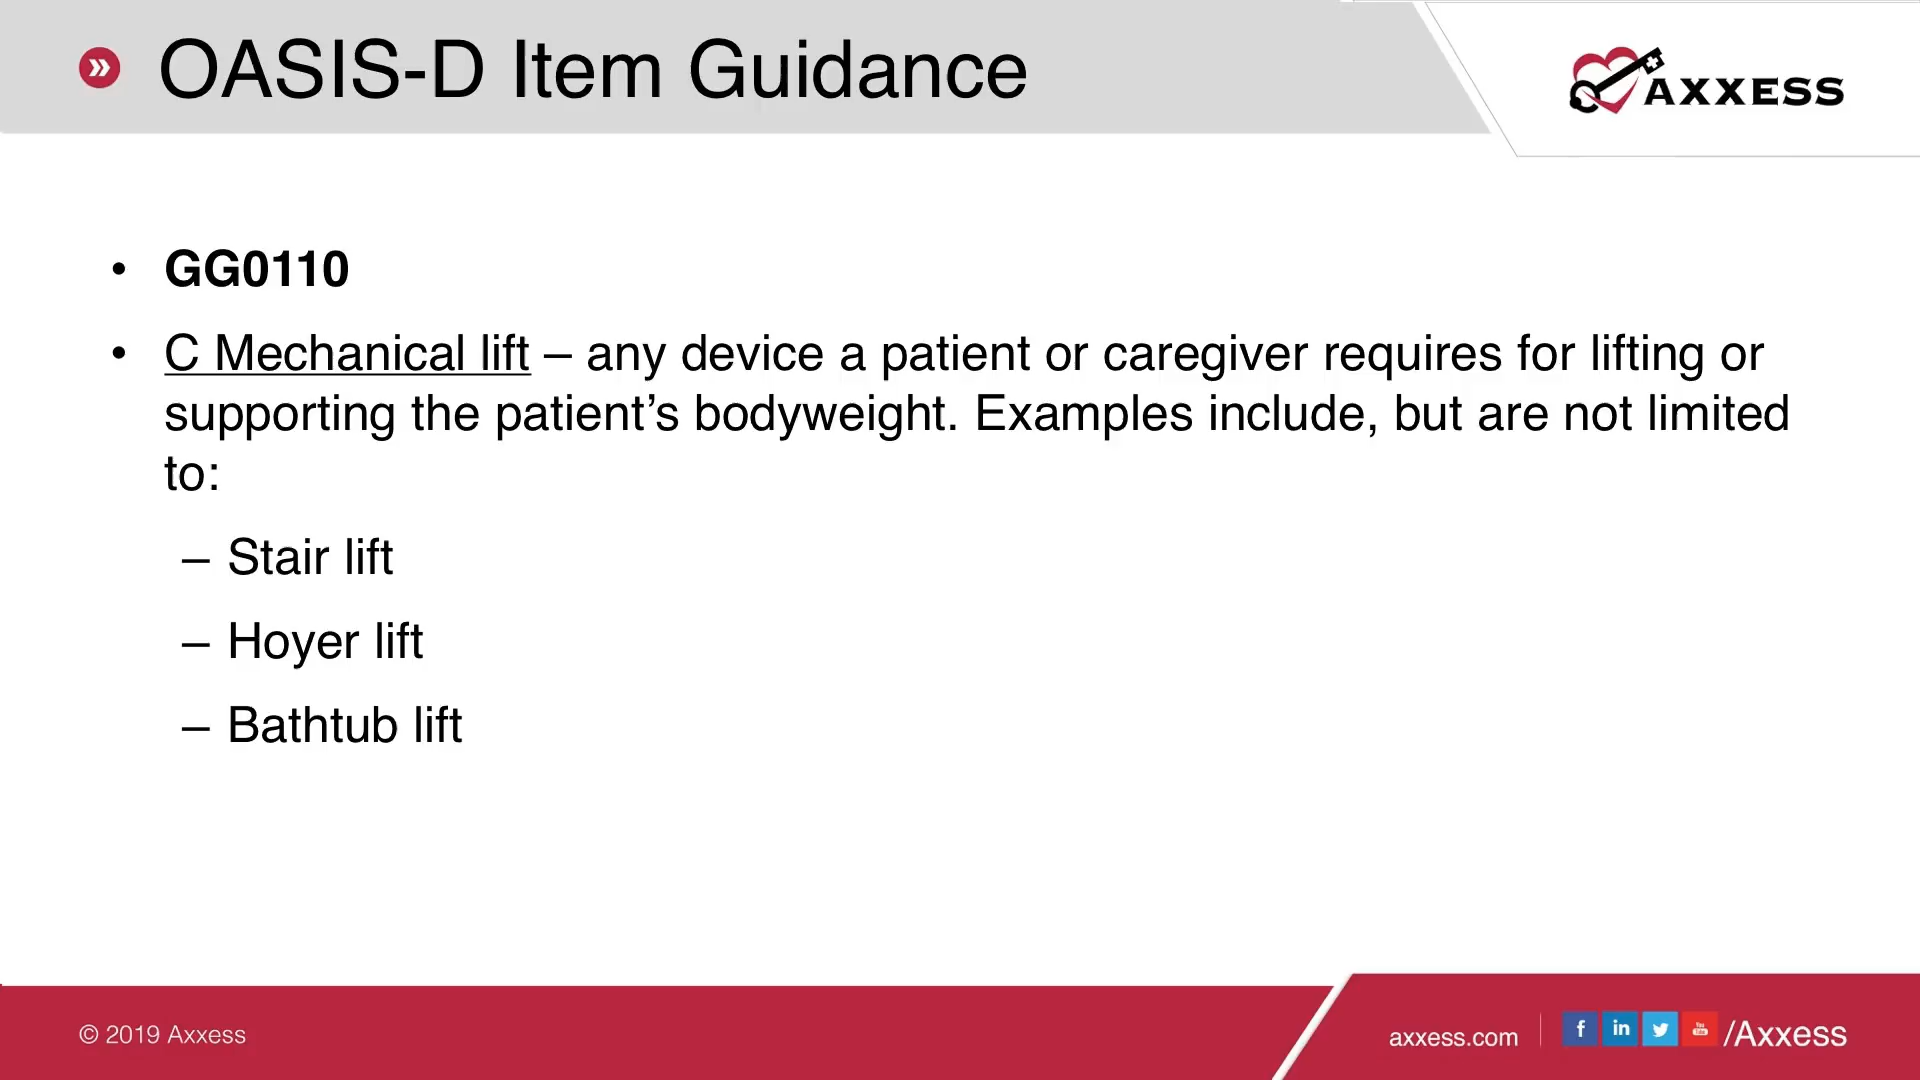 OASIS-D Item Guidance
AXXESS
• GG0110
• C Mechanical lift – any device a patient or caregiver requires for lifting or
supporting the patient’s bodyweight. Examples include, but are not limited
to:
– Stair lift
– Hoyer lift
– Bathtub lift
© 2019 Axxess
axxess.com
/Axxess